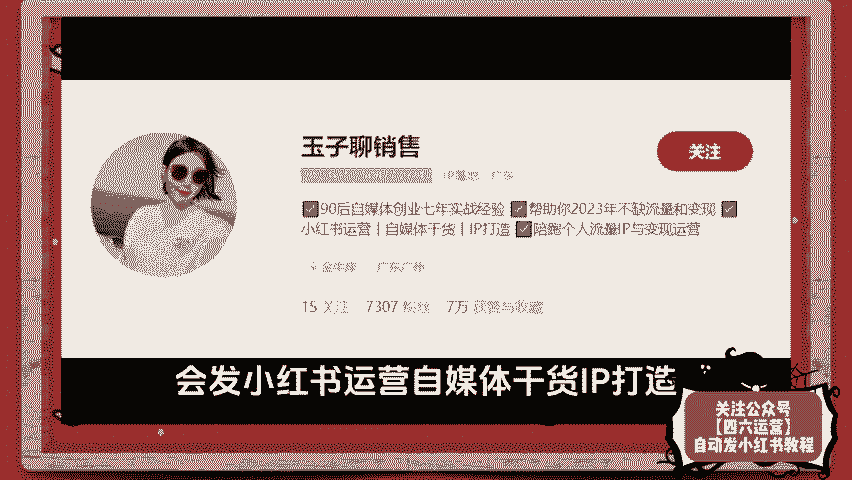 玉子聊销售
关注
IP属地：广东
☑90后自媒体创业七年实战经验 ☑帮助你2023年不缺流量和变现 ☑
小红书运营｜自媒体干货｜IP打造 ☑陪跑个人流量IP与变现运营
金牛座 广东广州
15 关注 7307 粉丝 7万 获赞与收藏
会发小红书运营自媒体干货IP打造
关注公众号
【四六运营】
自动发小红书教程